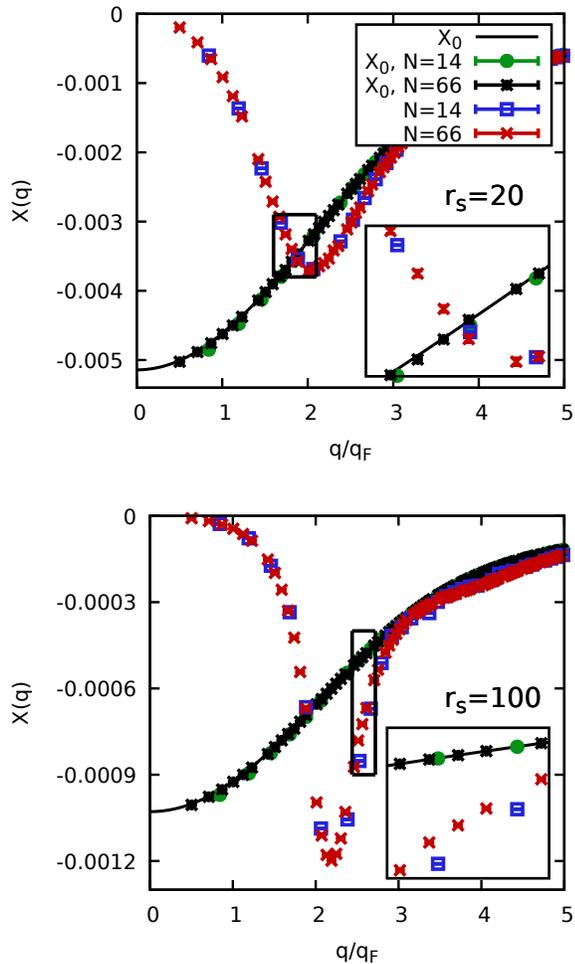 0
-0.001
-0.002
-0.003
-0.004
-0.005
X(q)
X₀
X₀, N=14
X₀, N=66
N=14
N=66
rₛ=20
0 1 2 3 4 5
q/q_F
0
-0.0003
-0.0006
-0.0009
-0.0012
X(q)
rₛ=100
0 1 2 3 4 5
q/q_F